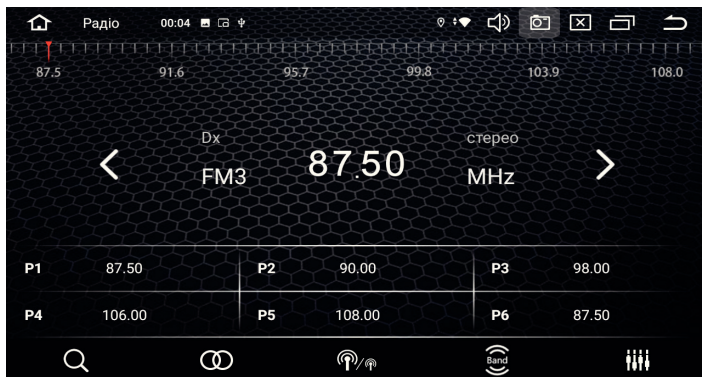 Радіо 00:04
87.5 91.6 95.7 99.8 103.9 108.0
Dx стерео
FM3 87.50 MHz
P1 87.50 P2 90.00 P3 98.00
P4 106.00 P5 108.00 P6 87.50
Band